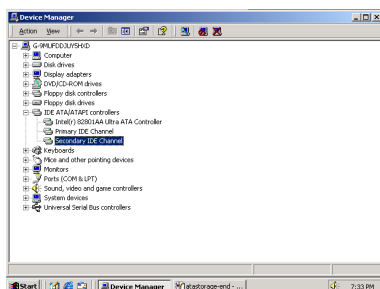 Device Manager
Action View
G-9MUFDDJUYSHXD
Computer
Disk drives
Display adapters
DVD/CD-ROM drives
Floppy disk controllers
Floppy disk drives
IDE ATA/ATAPI controllers
Intel(r) 82801AA Ultra ATA Controller
Primary IDE Channel
Secondary IDE Channel
Keyboards
Mice and other pointing devices
Monitors
Ports (COM & LPT)
Sound, video and game controllers
System devices
Universal Serial Bus controllers
Start Device Manager atastorage-end - ... 7:33 PM